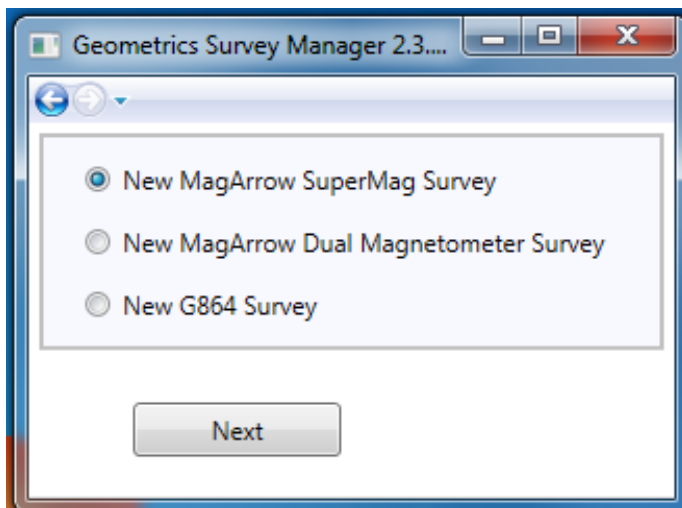 Geometrics Survey Manager 2.3....
New MagArrow SuperMag Survey
New MagArrow Dual Magnetometer Survey
New G864 Survey
Next